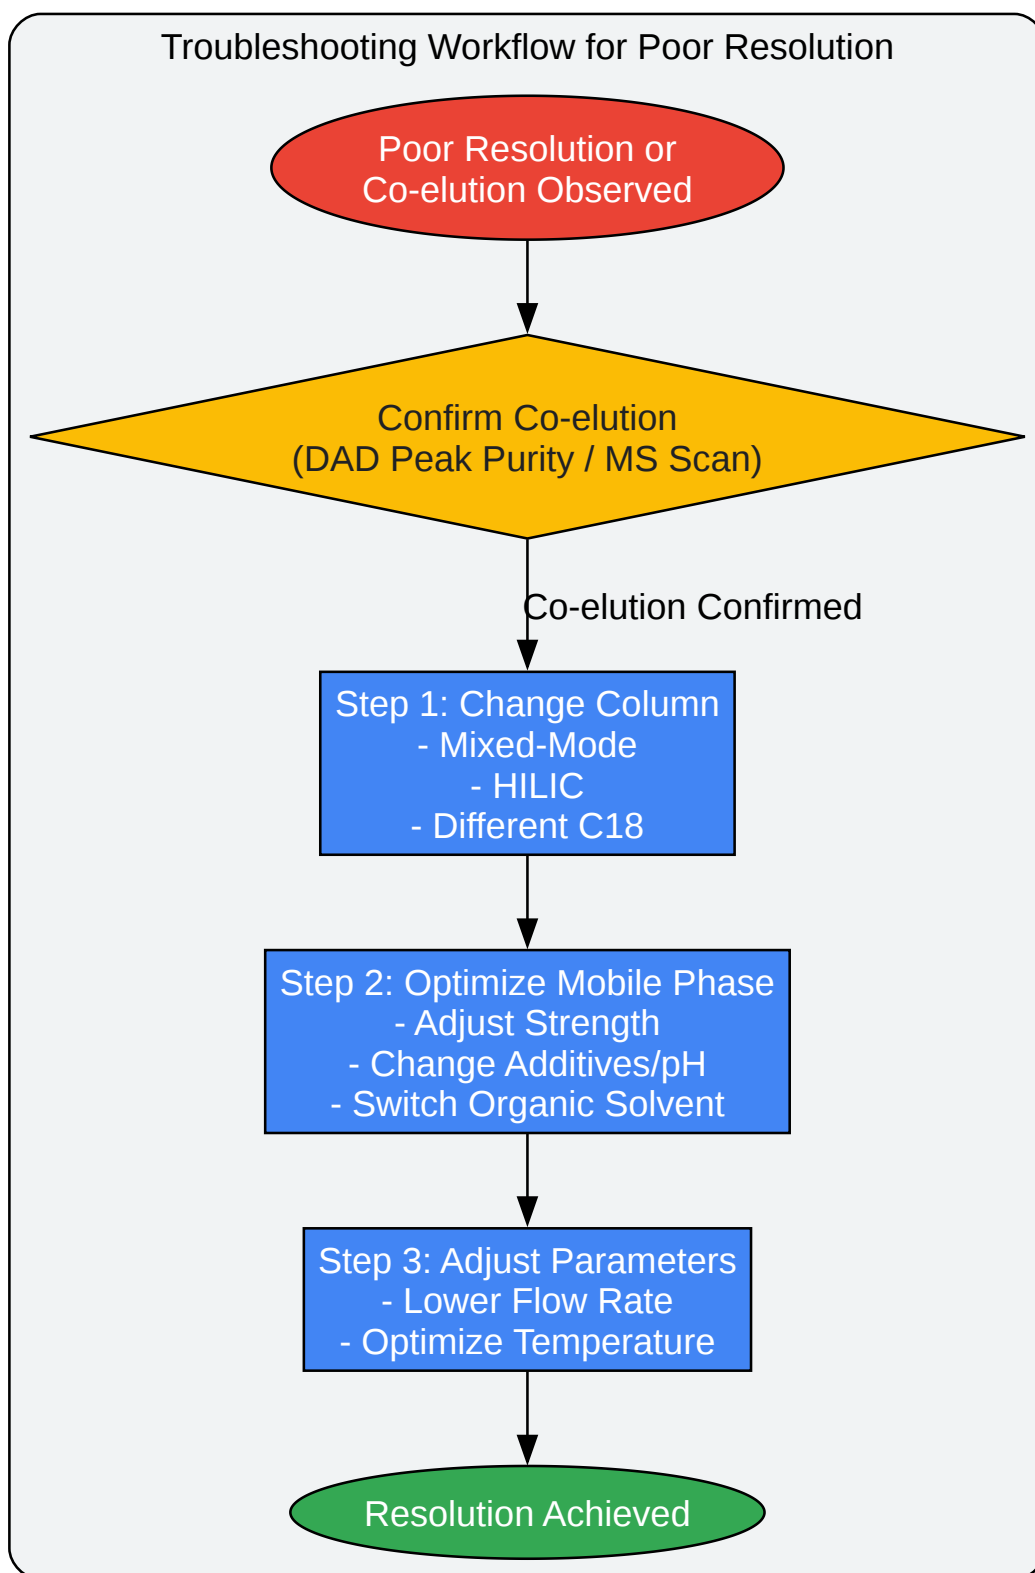 Troubleshooting Workflow for Poor Resolution
Poor Resolution or
Co-elution Observed
Confirm Co-elution
(DAD Peak Purity / MS Scan)
Co-elution Confirmed
Step 1: Change Column
- Mixed-Mode
- HILIC
- Different C18
Step 2: Optimize Mobile Phase
- Adjust Strength
- Change Additives/pH
- Switch Organic Solvent
Step 3: Adjust Parameters
- Lower Flow Rate
- Optimize Temperature
Resolution Achieved